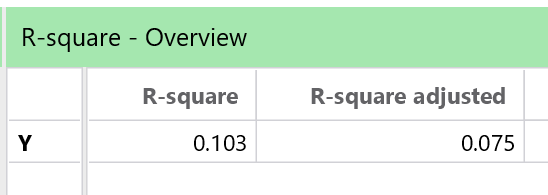 R-square - Overview
R-square R-square adjusted
Y 0.103 0.075